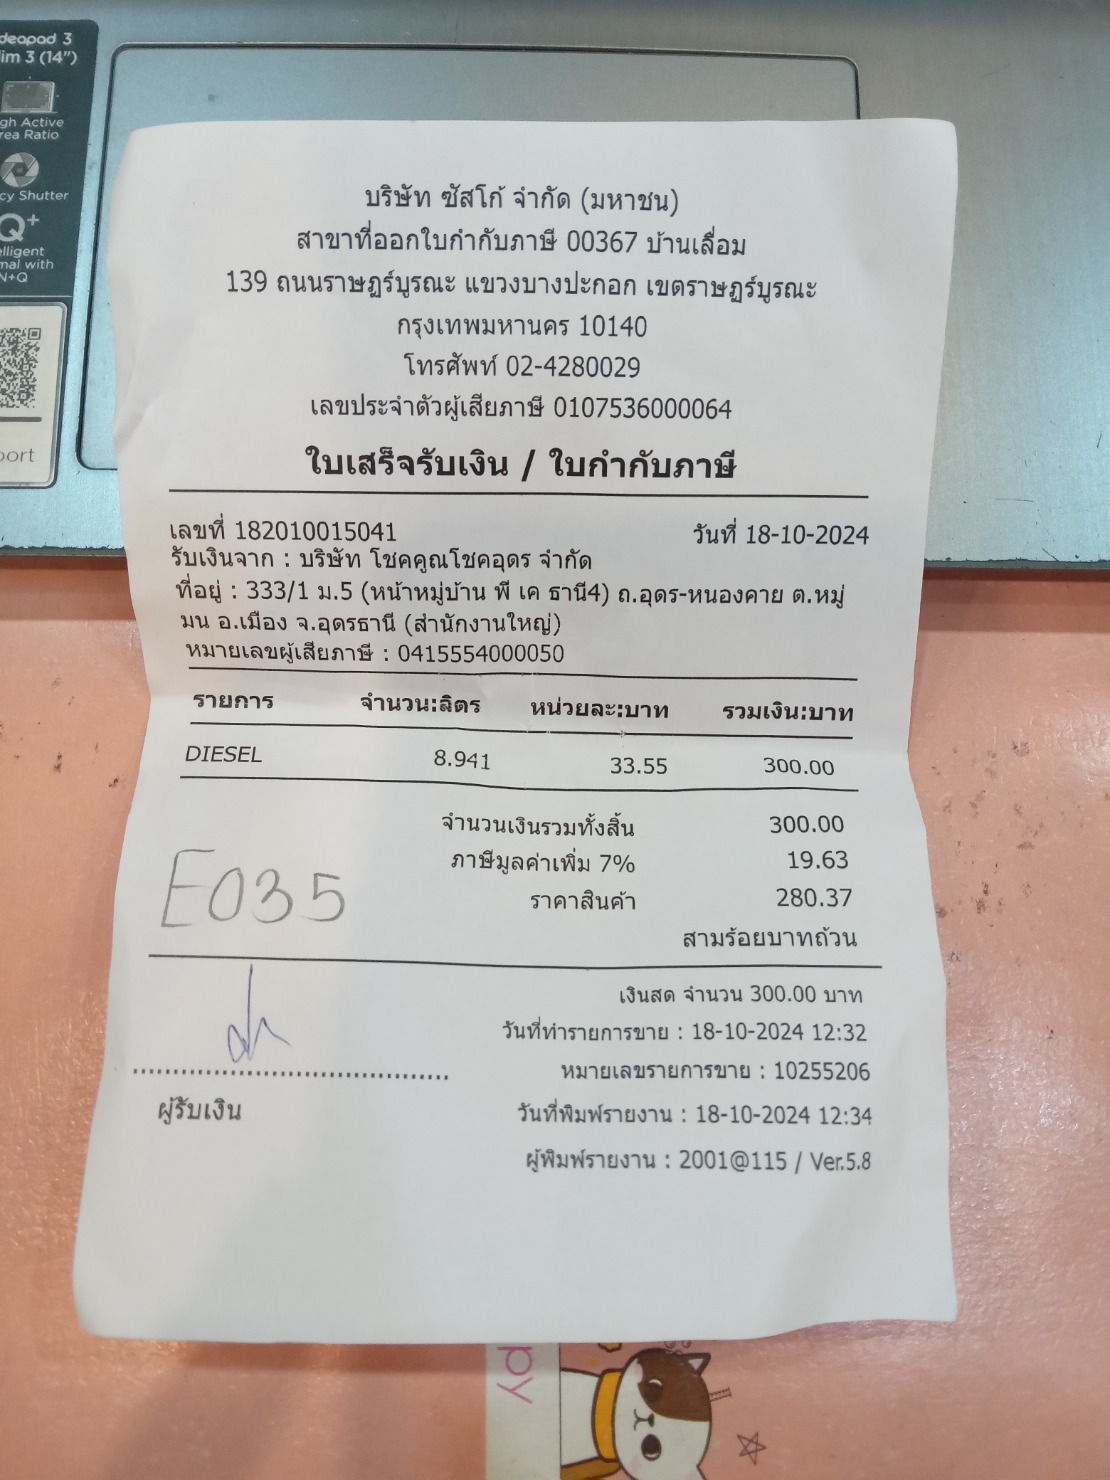 deapad 3
lim 3 (14")
gh Active
rea Ratio
cy Shutter
Q+
elligent
mal with
N+Q
port
บริษัท ซัสโก้ จำกัด (มหาชน)
สาขาที่ออกใบกำกับภาษี 00367 บ้านเลื่อม
139 ถนนราษฎร์บูรณะ แขวงบางปะกอก เขตราษฎร์บูรณะ
กรุงเทพมหานคร 10140
โทรศัพท์ 02-4280029
เลขประจำตัวผู้เสียภาษี 0107536000064
ใบเสร็จรับเงิน / ใบกำกับภาษี
เลขที่ 182010015041 วันที่ 18-10-2024
รับเงินจาก : บริษัท โชคคูณโชคอุดร จำกัด
ที่อยู่ : 333/1 ม.5 (หน้าหมู่บ้าน พี เค ธานี4) ถ.อุดร-หนองคาย ต.หมู่
มน อ.เมือง จ.อุดรธานี (สำนักงานใหญ่)
หมายเลขผู้เสียภาษี : 0415554000050
รายการ จำนวน:ลิตร หน่วยละ:บาท รวมเงิน:บาท
DIESEL 8.941 33.55 300.00
จำนวนเงินรวมทั้งสิ้น 300.00
ภาษีมูลค่าเพิ่ม 7% 19.63
ราคาสินค้า 280.37
E035
สามร้อยบาทถ้วน
เงินสด จำนวน 300.00 บาท
วันที่ทำรายการขาย : 18-10-2024 12:32
หมายเลขรายการขาย : 10255206
ผู้รับเงิน
วันที่พิมพ์รายงาน : 18-10-2024 12:34
ผู้พิมพ์รายงาน : 2001@115 / Ver.5.8
py